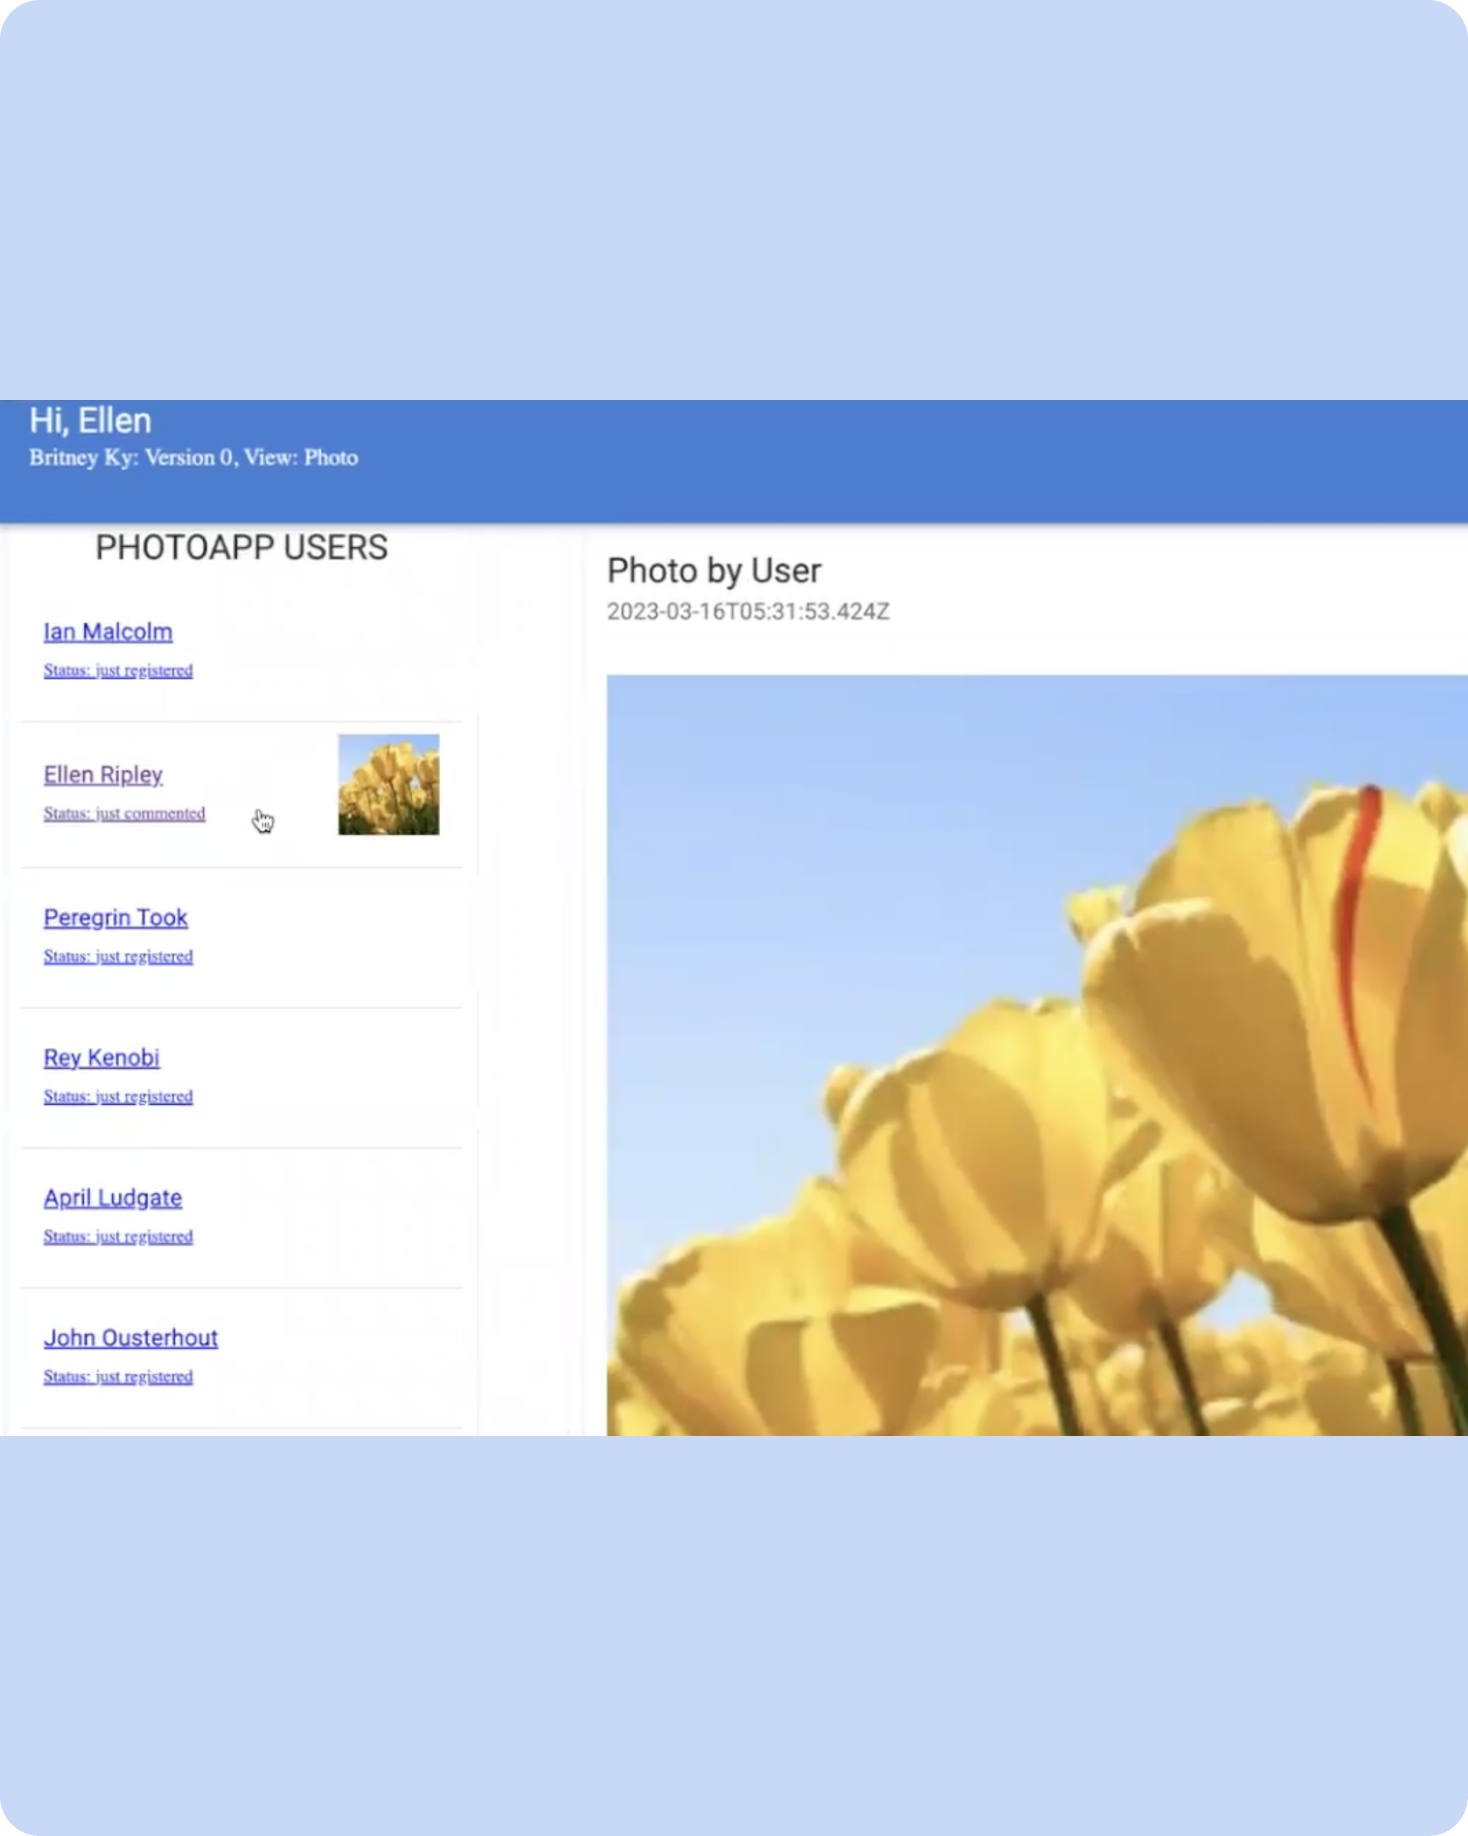 Hi, Ellen
Britney Ky: Version 0, View: Photo
PHOTOAPP USERS
Ian Malcolm
Status: just registered
Ellen Ripley
Status: just commented
Peregrin Took
Status: just registered
Rey Kenobi
Status: just registered
April Ludgate
Status: just registered
John Ousterhout
Status: just registered
Photo by User
2023-03-16T05:31:53.424Z